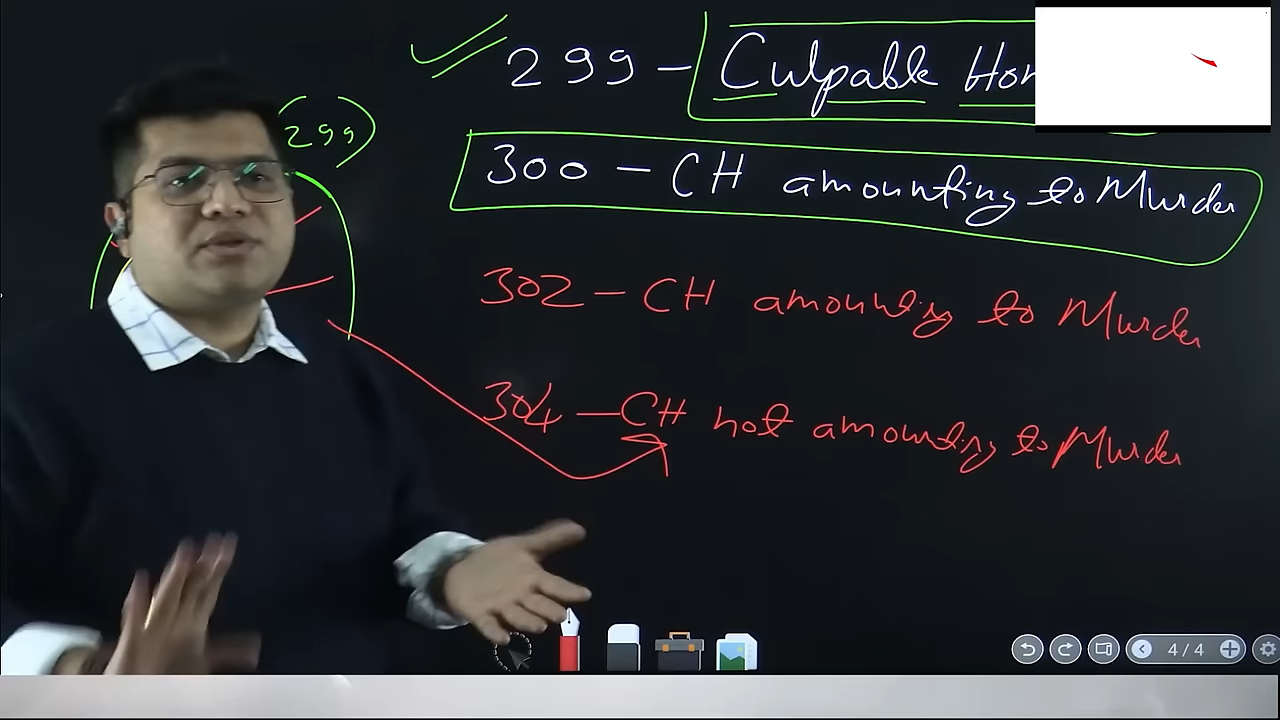 299 - Culpable
(299)
300 - CH amounting to Murder
302 - CH amounting to Murder
304 - CH not amounting to Murder
4 / 4